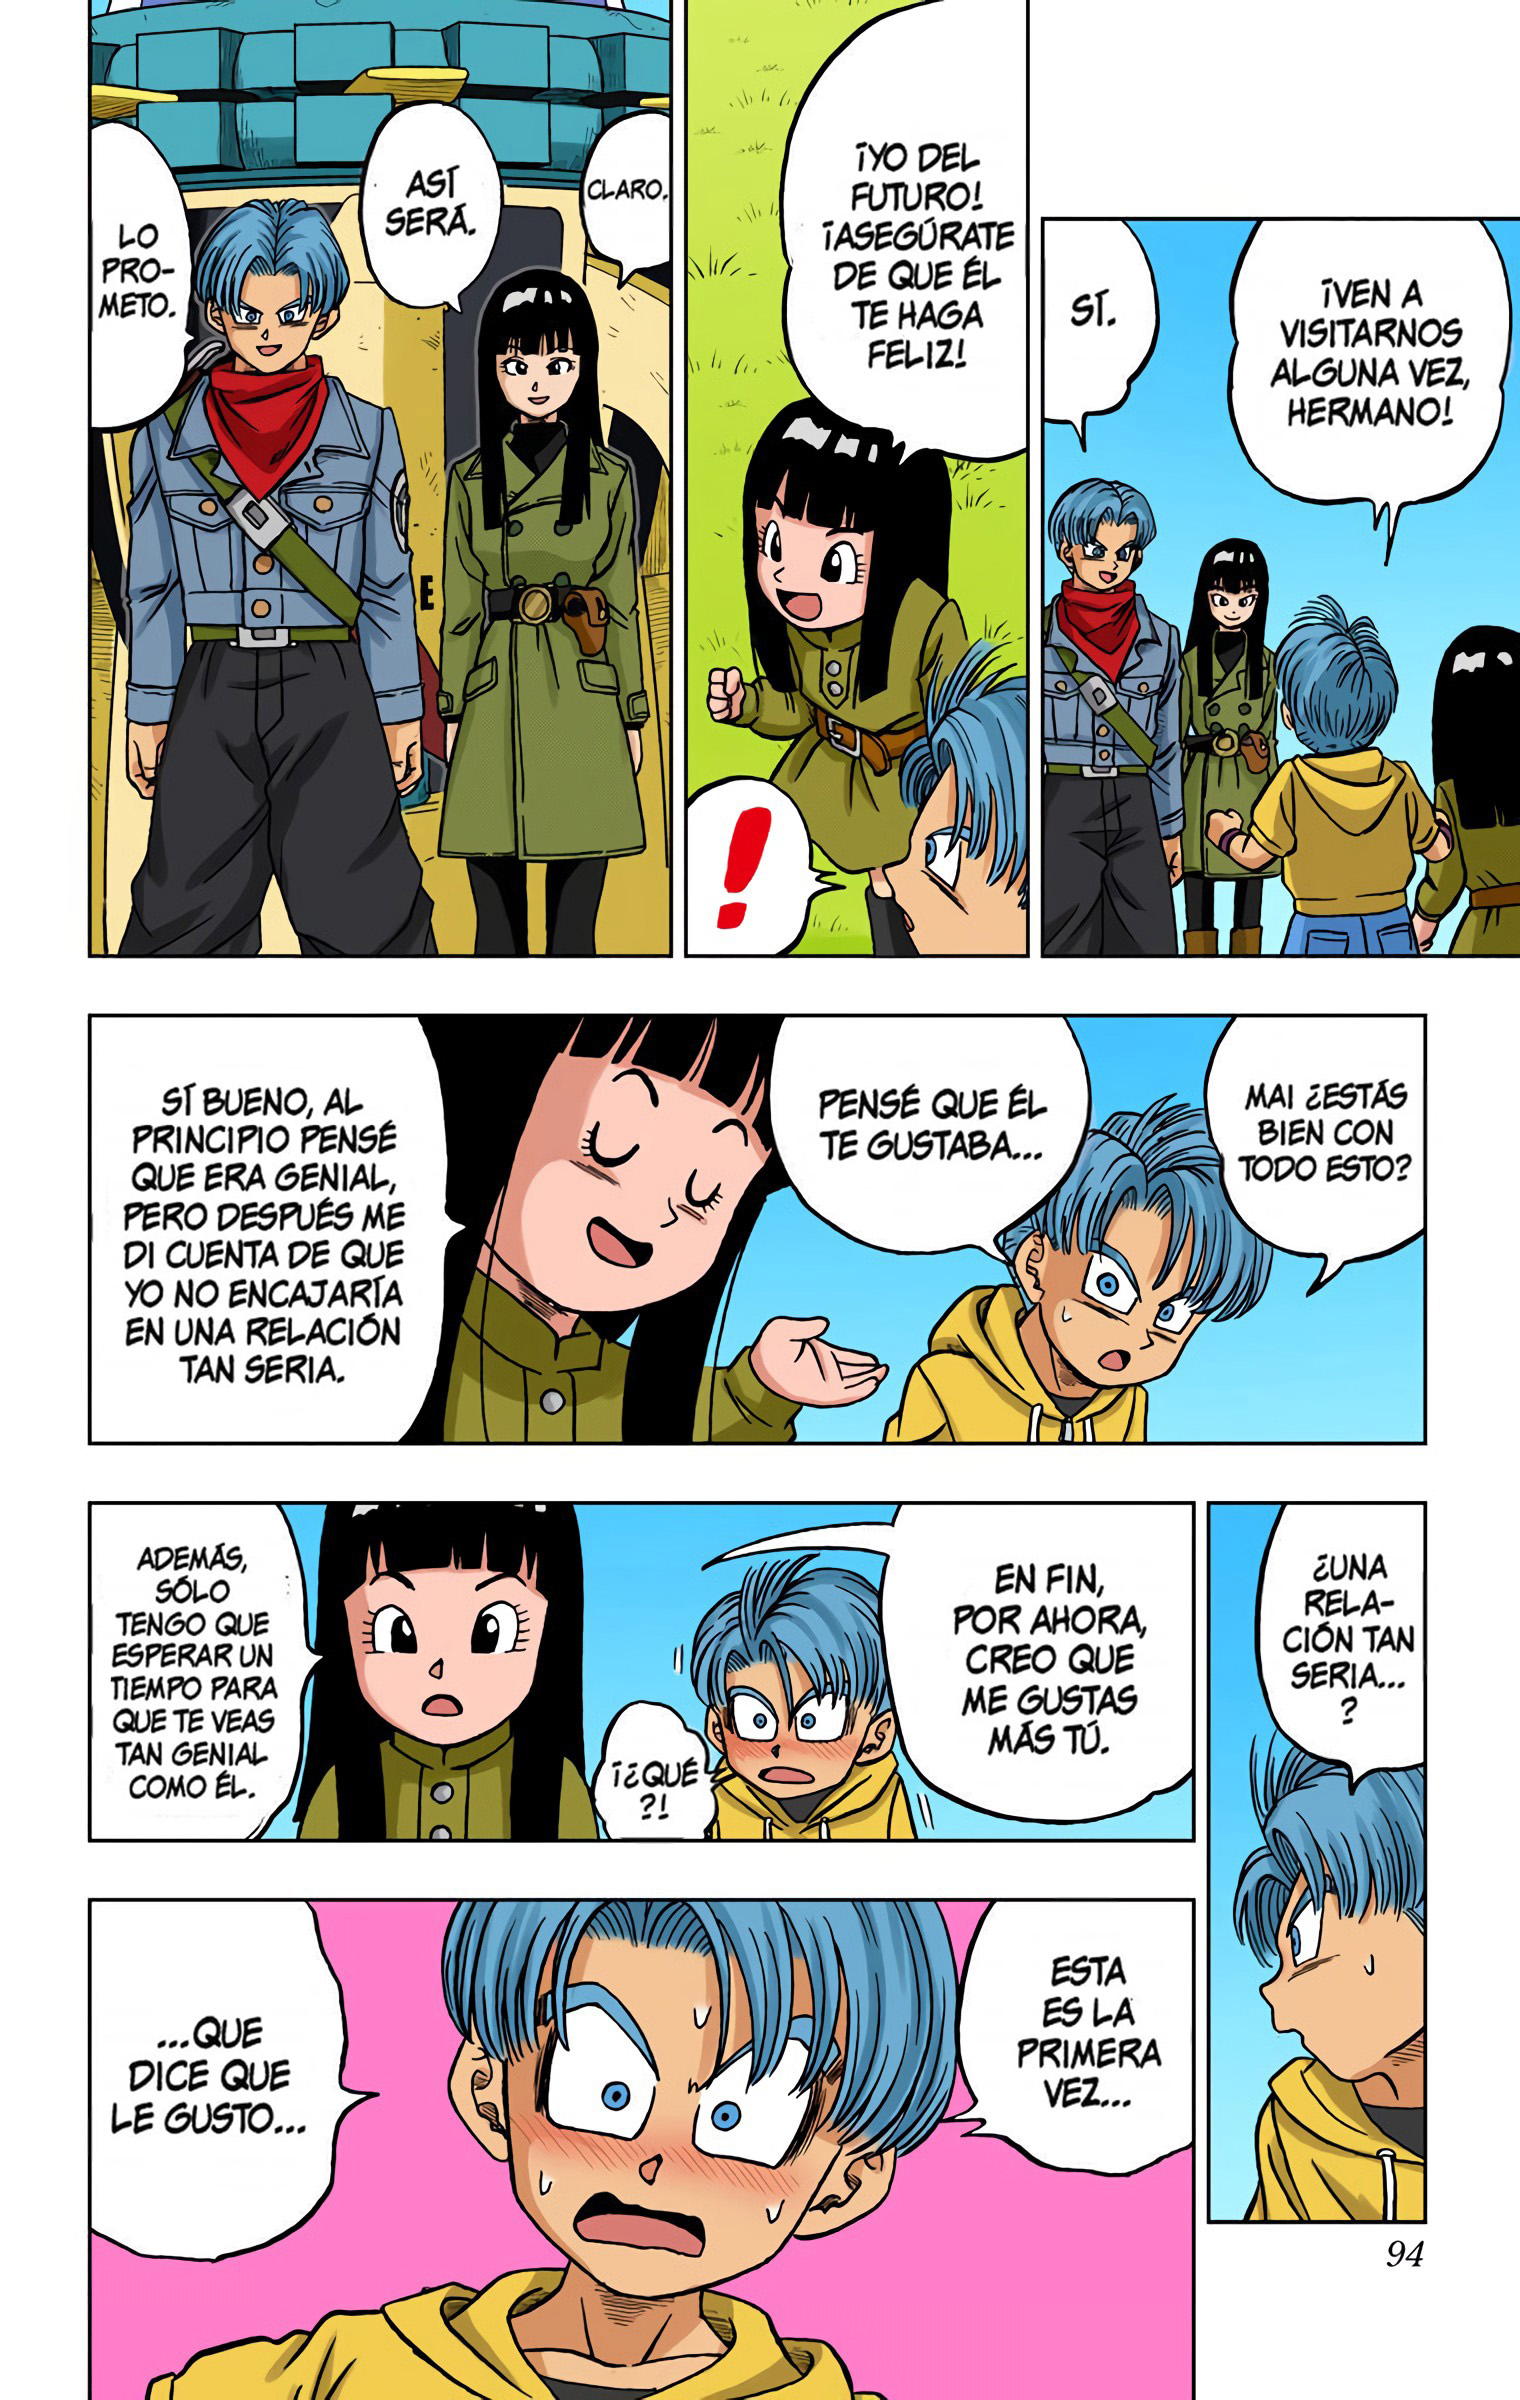 ¡VEN A
VISITARNOS
ALGUNA VEZ,
HERMANO!
SÍ.
¡YO DEL
FUTURO!
¡ASEGÚRATE
DE QUE ÉL
TE HAGA
FELIZ!
!
CLARO.
ASÍ
SERÁ.
LO
PRO-
METO.
E
MAI ¿ESTÁS
BIEN CON
TODO ESTO?
PENSÉ QUE ÉL
TE GUSTABA...
SÍ BUENO, AL
PRINCIPIO PENSÉ
QUE ERA GENIAL,
PERO DESPUÉS ME
DI CUENTA DE QUE
YO NO ENCAJARÍA
EN UNA RELACIÓN
TAN SERIA.
¿UNA
RELA-
CIÓN TAN
SERIA...
?
EN FIN,
POR AHORA,
CREO QUE
ME GUSTAS
MÁS TÚ.
¡¿QUÉ
?!
ADEMÁS,
SÓLO
TENGO QUE
ESPERAR UN
TIEMPO PARA
QUE TE VEAS
TAN GENIAL
COMO ÉL.
ESTA
ES LA
PRIMERA
VEZ...
...QUE
DICE QUE
LE GUSTO...
94